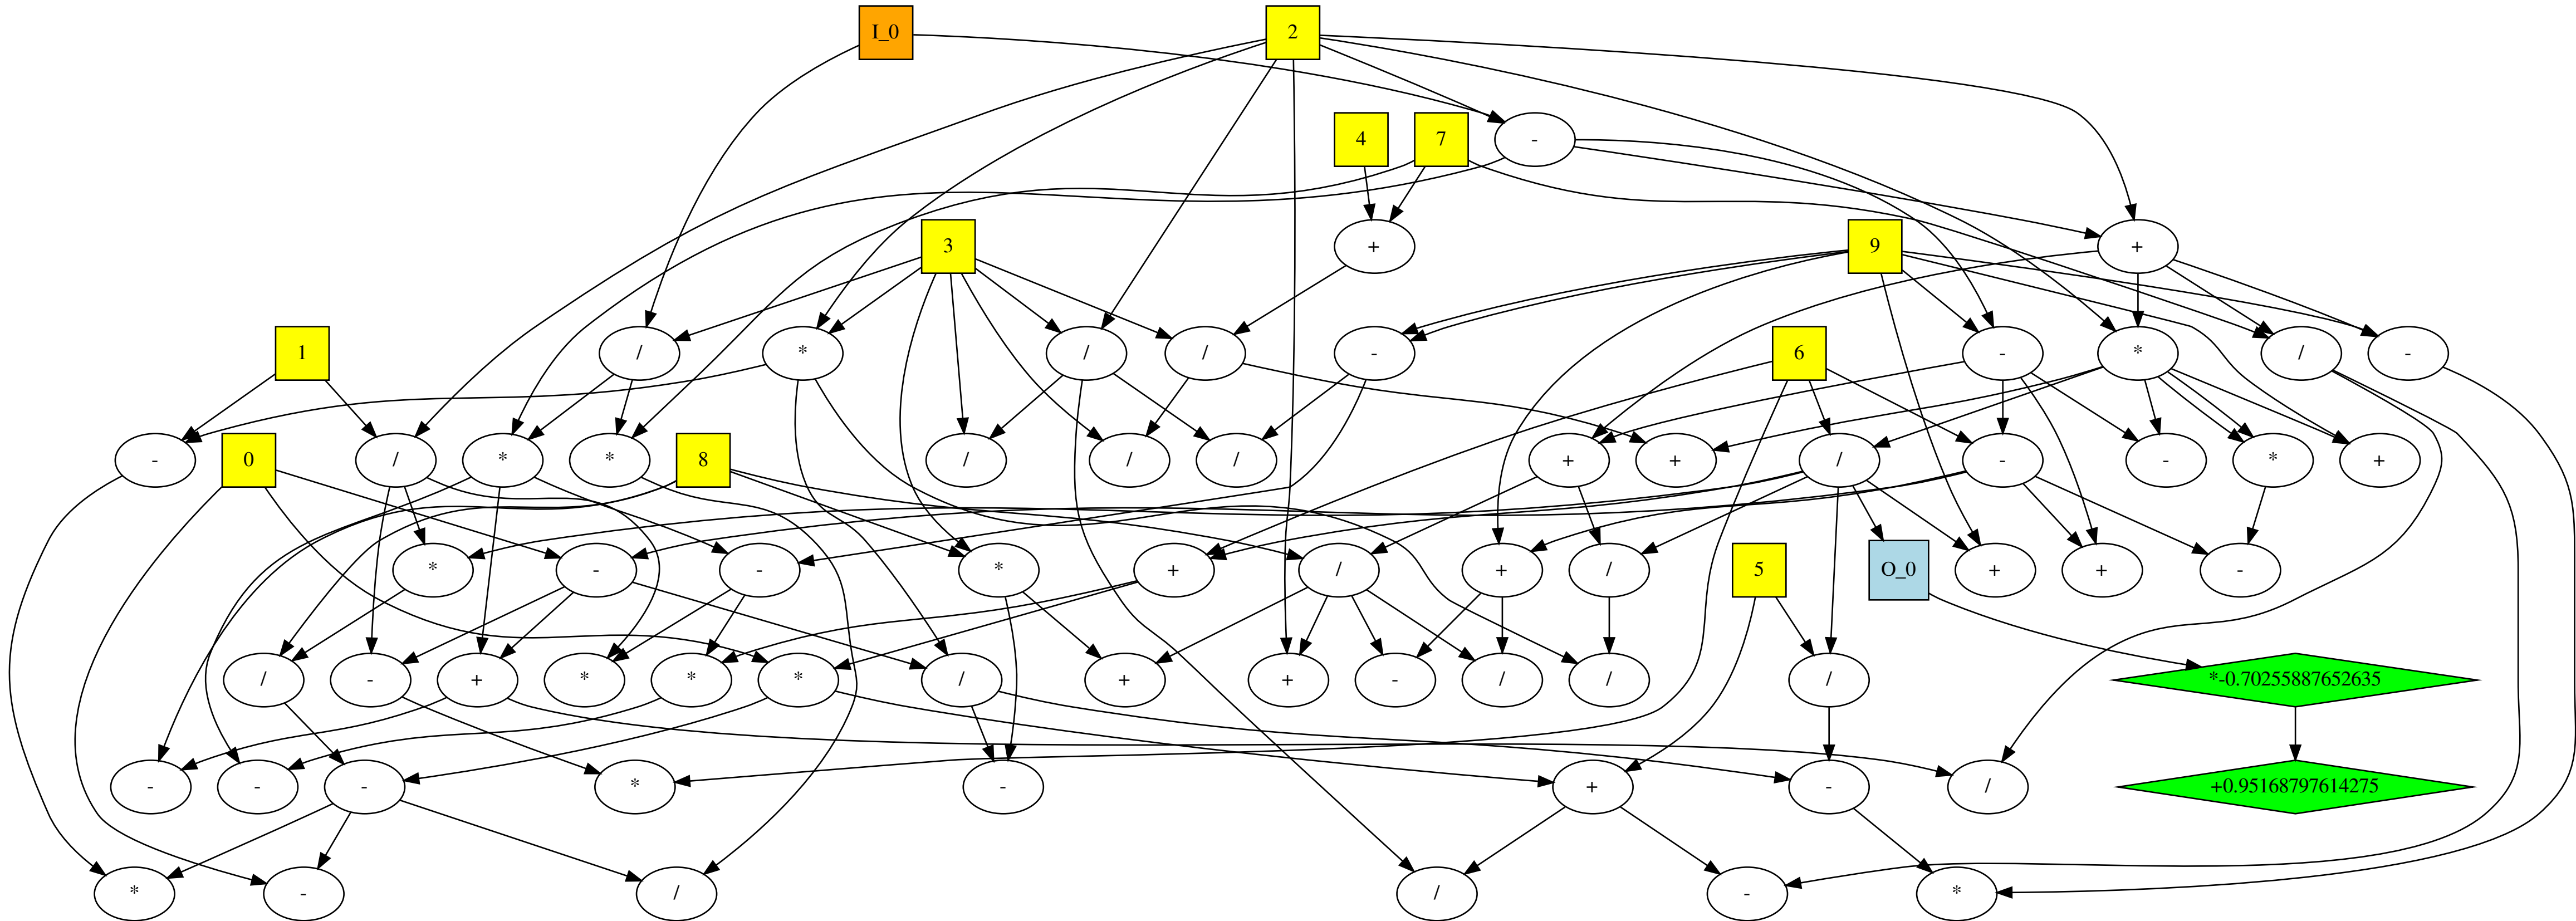 I_0 2
- 4 7
3 + 9 +
1 / * / / - 6 - * / -
- 0 / * * 8 / / / + + / - - * +
* - - * + / + / 5 O_0 + + -
/ - + * * * / + + - / / / *-0.70255887652635
- - - * - + - / +0.95168797614275
* - / / - *